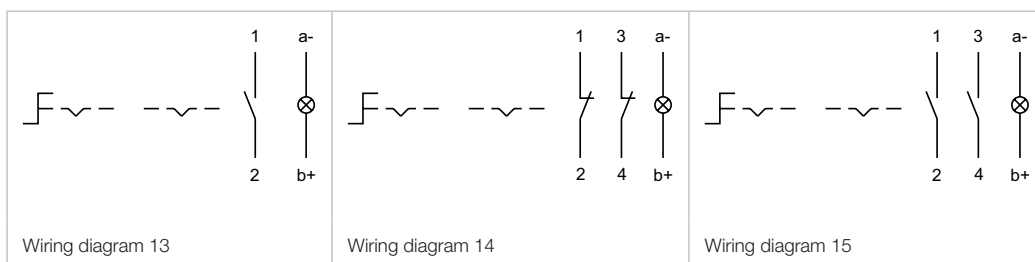 1 a-
2 b+
Wiring diagram 13
1 3 a-
2 4 b+
Wiring diagram 14
1 3 a-
2 4 b+
Wiring diagram 15